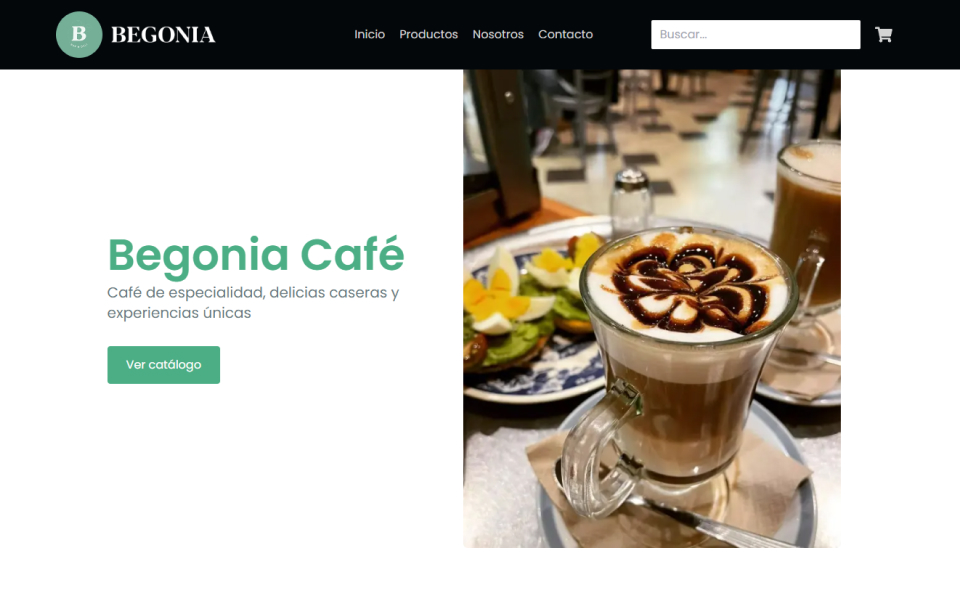 B
BEGONIA
Inicio
Productos
Nosotros
Contacto
Buscar...
Begonia Café
Café de especialidad, delicias caseras y
experiencias únicas
Ver catálogo